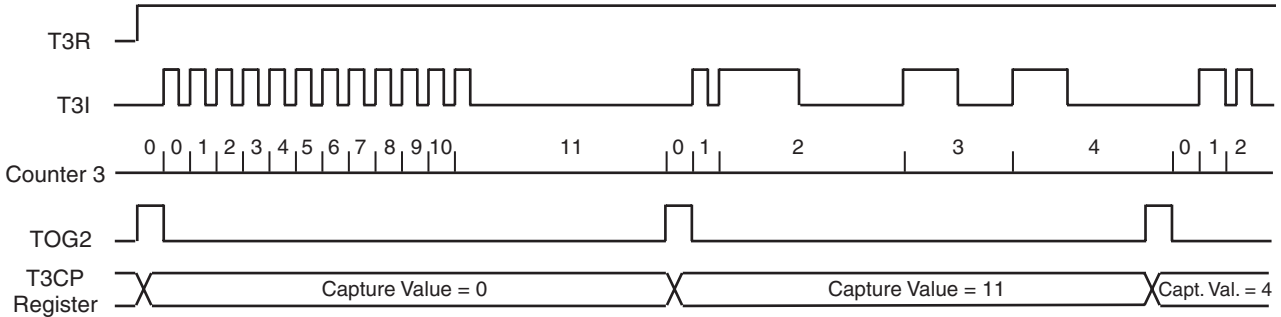 T3R
T3I
0 0 1 2 3 4 5 6 7 8 9 10 11 0 1 2 3 4 0 1 2
Counter 3
TOG2
T3CP
Register
Capture Value = 0
Capture Value = 11
Capt. Val. = 4